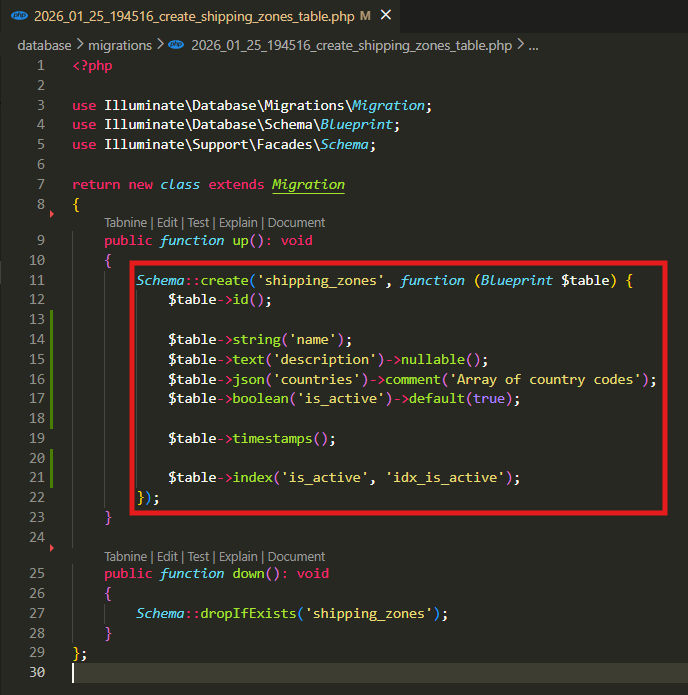 2026_01_25_194516_create_shipping_zones_table.php M ×
database > migrations > 2026_01_25_194516_create_shipping_zones_table.php > ...
1 <?php
2
3 use Illuminate\Database\Migrations\Migration;
4 use Illuminate\Database\Schema\Blueprint;
5 use Illuminate\Support\Facades\Schema;
6
7 return new class extends Migration
8 {
Tabnine | Edit | Test | Explain | Document
9     public function up(): void
10     {
11         Schema::create('shipping_zones', function (Blueprint $table) {
12             $table->id();
13
14             $table->string('name');
15             $table->text('description')->nullable();
16             $table->json('countries')->comment('Array of country codes');
17             $table->boolean('is_active')->default(true);
18
19             $table->timestamps();
20
21             $table->index('is_active', 'idx_is_active');
22         });
23     }
24
Tabnine | Edit | Test | Explain | Document
25     public function down(): void
26     {
27         Schema::dropIfExists('shipping_zones');
28     }
29 };
30